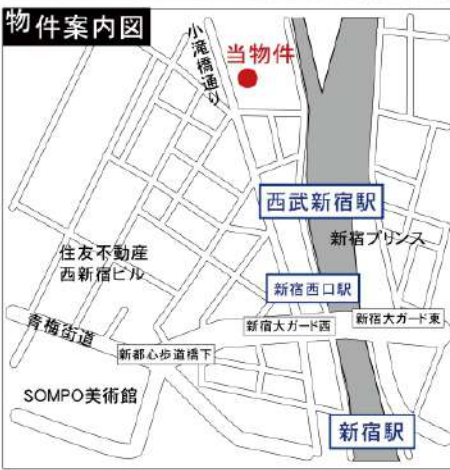 物件案内図
小滝橋通り
当物件
西武新宿駅
新宿プリンス
住友不動産
西新宿ビル
新宿西口駅
青梅街道
新宿大ガード西
新宿大ガード東
新都心歩道橋下
SOMPO美術館
新宿駅